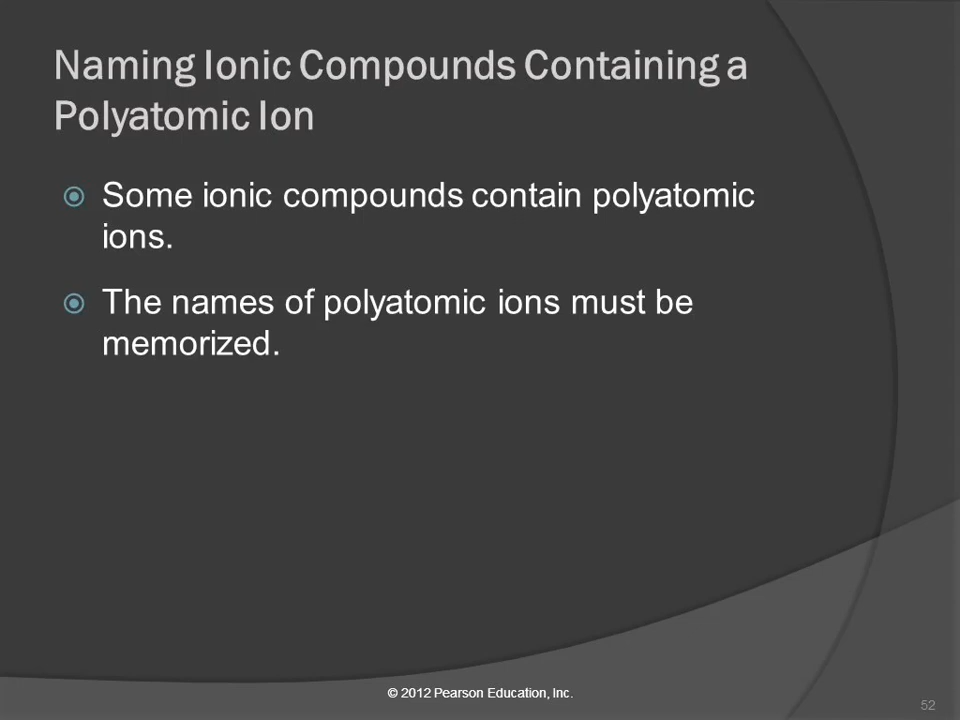 Naming Ionic Compounds Containing a
Polyatomic Ion
Some ionic compounds contain polyatomic
ions.
The names of polyatomic ions must be
memorized.
© 2012 Pearson Education, Inc.
52